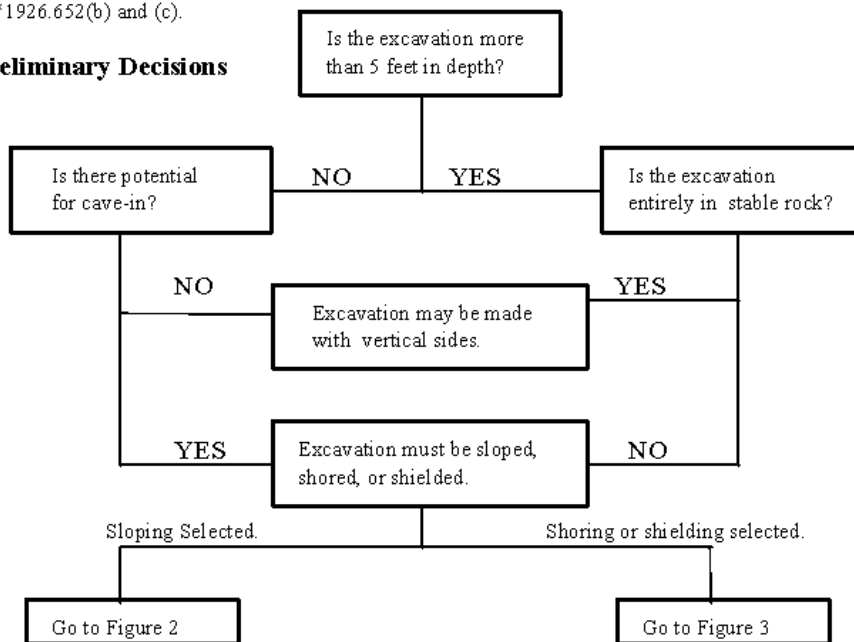 1926.652(b) and (c).
eliminary Decisions
Is the excavation more
than 5 feet in depth?
Is there potential
for cave-in?
NO
YES
Is the excavation
entirely in stable rock?
NO
YES
Excavation may be made
with vertical sides.
YES
Excavation must be sloped,
shored, or shielded.
NO
Sloping Selected.
Shoring or shielding selected.
Go to Figure 2
Go to Figure 3